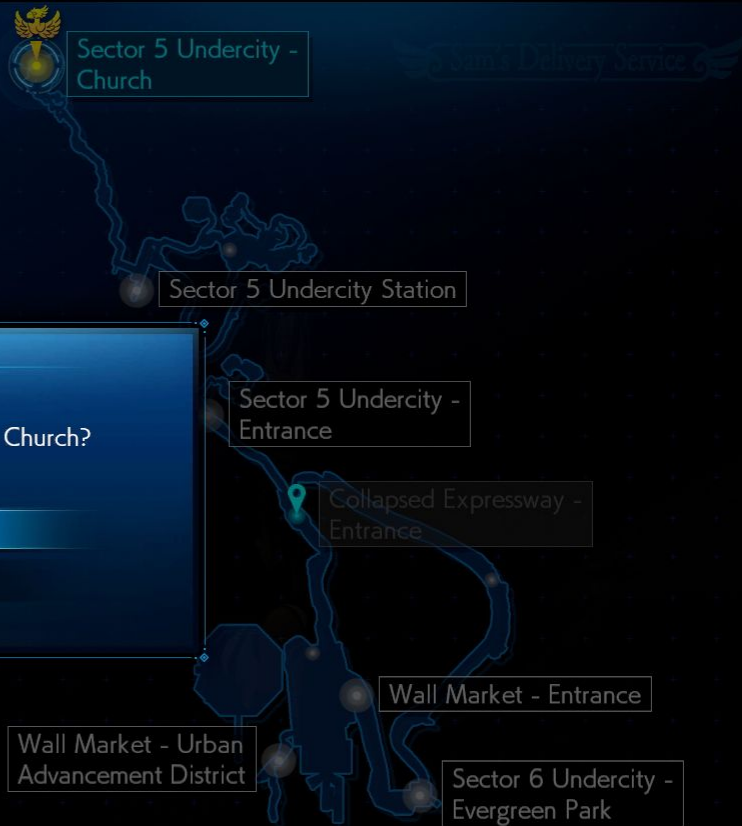 Sector 5 Undercity -
Church
Sam's Delivery Service
Sector 5 Undercity Station
Sector 5 Undercity -
Entrance
Church?
Collapsed Expressway -
Entrance
Wall Market - Entrance
Wall Market - Urban
Advancement District
Sector 6 Undercity -
Evergreen Park